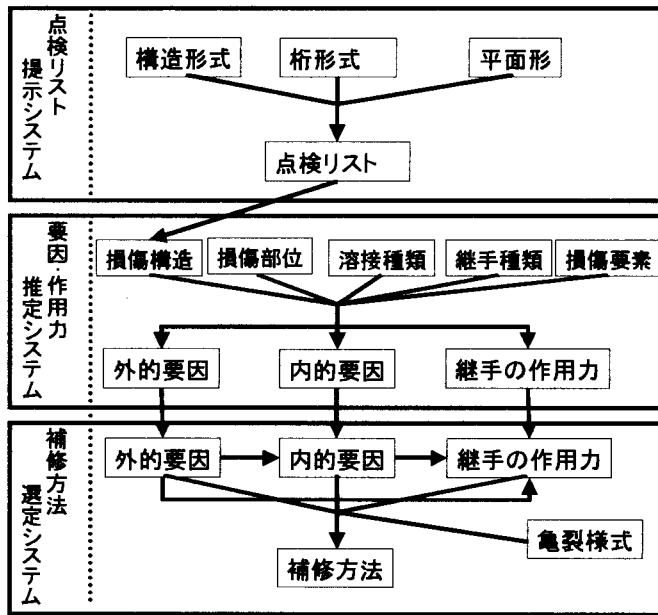 点検リスト
提示システム
構造形式
桁形式
平面形
点検リスト
要因・作用力
推定システム
損傷構造
損傷部位
溶接種類
継手種類
損傷要素
外的要因
内的要因
継手の作用力
補修方法
選定システム
外的要因
内的要因
継手の作用力
亀裂様式
補修方法